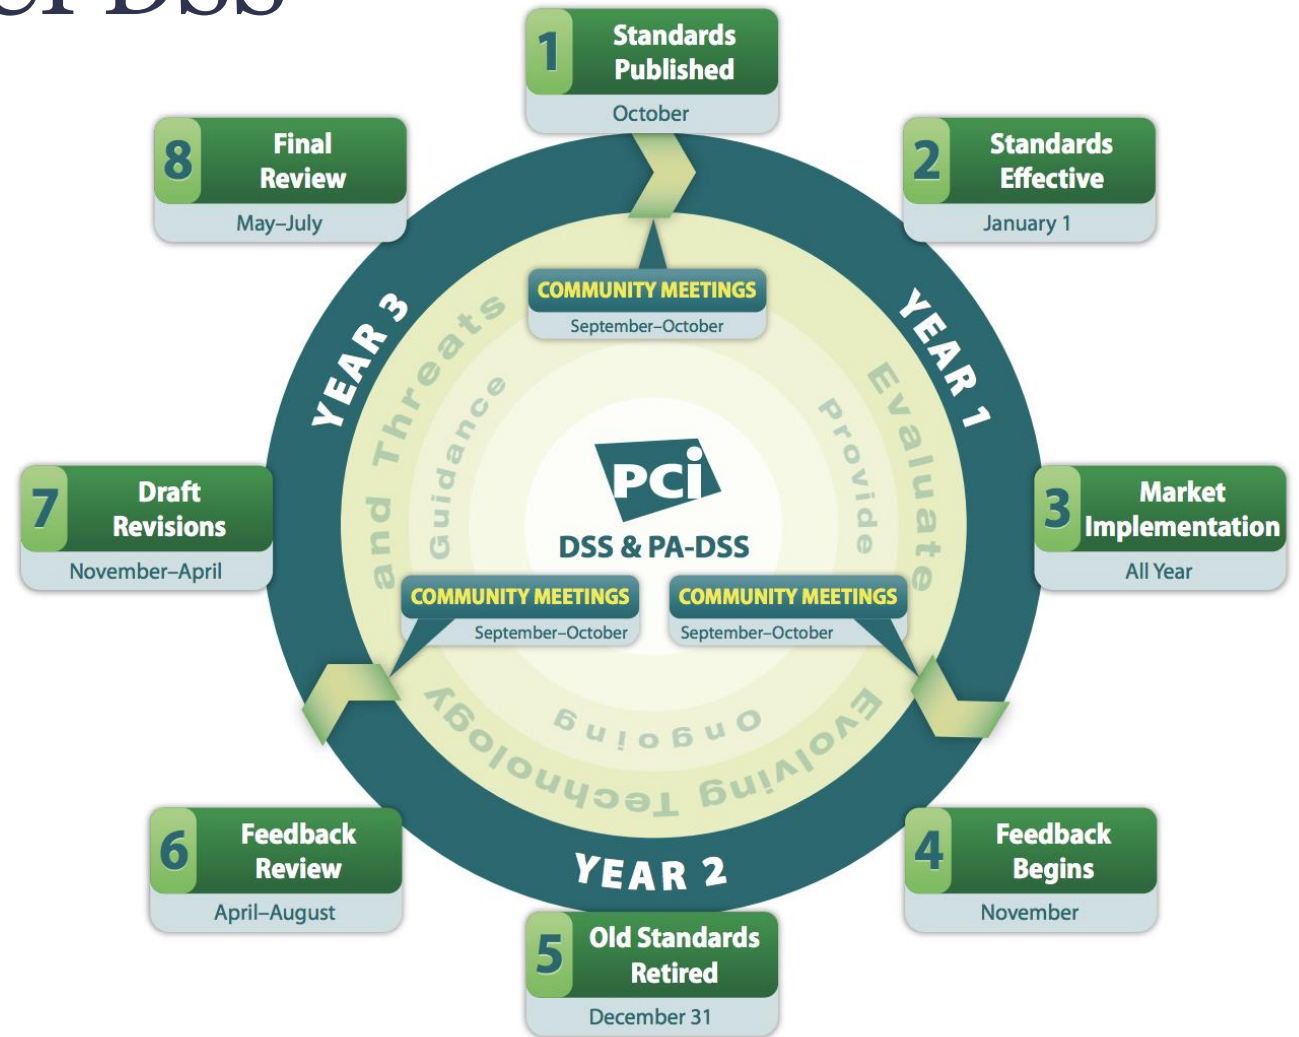 DSS
1
Standards
Published
October
2
Standards
Effective
January 1
3
Market
Implementation
All Year
4
Feedback
Begins
November
5
Old Standards
Retired
December 31
6
Feedback
Review
April–August
7
Draft
Revisions
November–April
8
Final
Review
May–July
YEAR 1
YEAR 2
YEAR 3
COMMUNITY MEETINGS
September–October
COMMUNITY MEETINGS
September–October
COMMUNITY MEETINGS
September–October
Evaluate
Evolving Technology
and Threats
Provide
Ongoing
Guidance
PCi
DSS & PA-DSS